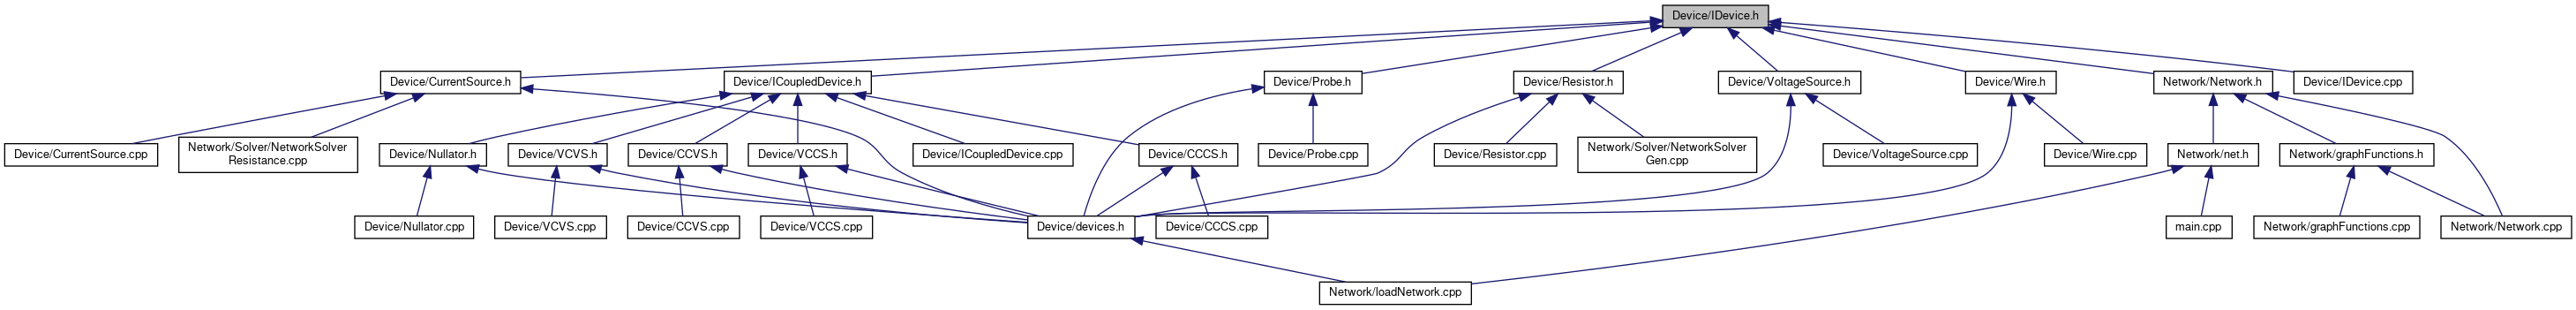 Device/IDevice.h
Device/CurrentSource.h
Device/ICoupledDevice.h
Device/Probe.h
Device/Resistor.h
Device/VoltageSource.h
Device/Wire.h
Network/Network.h
Device/IDevice.cpp
Device/CurrentSource.cpp
Network/Solver/NetworkSolver
Resistance.cpp
Device/Nullator.h
Device/VCVS.h
Device/CCVS.h
Device/VCCS.h
Device/ICoupledDevice.cpp
Device/CCCS.h
Device/Probe.cpp
Device/Resistor.cpp
Network/Solver/NetworkSolver
Gen.cpp
Device/VoltageSource.cpp
Device/Wire.cpp
Network/net.h
Network/graphFunctions.h
Device/Nullator.cpp
Device/VCVS.cpp
Device/CCVS.cpp
Device/VCCS.cpp
Device/devices.h
Device/CCCS.cpp
main.cpp
Network/graphFunctions.cpp
Network/Network.cpp
Network/loadNetwork.cpp